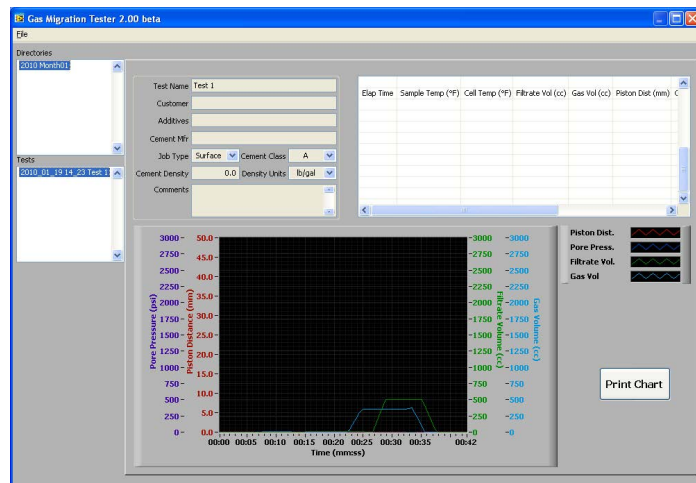 Gas Migration Tester 2.00 beta
File
Directories
2010 Month01
Tests
2010_01_19 14_23 Test 1
Test Name Test 1
Customer
Additives
Cement Mfr
Job Type Surface Cement Class A
Cement Density 0.0 Density Units lb/gal
Comments
Elap Time Sample Temp (°F) Cell Temp (°F) Filtrate Vol (cc) Gas Vol (cc) Piston Dist (mm)
Piston Dist.
Pore Press.
Filtrate Vol.
Gas Vol
Print Chart
Pore Pressure (psi)
3000
2750
2500
2250
2000
1750
1500
1250
1000
750
500
250
0
Piston Distance (mm)
50.0
45.0
40.0
35.0
30.0
25.0
20.0
15.0
10.0
5.0
0.0
Filtrate Volume (cc)
3000
2750
2500
2250
2000
1750
1500
1250
1000
750
500
250
0
Gas Volume (cc)
3000
2750
2500
2250
2000
1750
1500
1250
1000
750
500
250
0
00:00 00:05 00:10 00:15 00:20 00:25 00:30 00:35 00:42
Time (mm:ss)